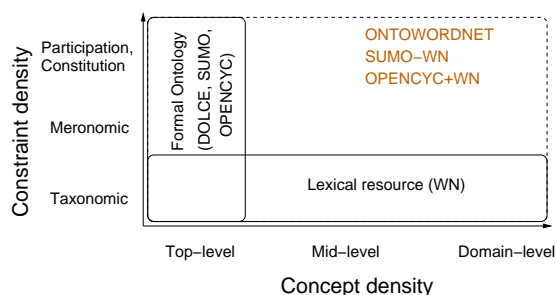 Constraint density
Participation,
Constitution
Meronomic
Taxonomic
Formal Ontology
(DOLCE, SUMO,
OPENCYC)
ONTOWORDNET
SUMO−WN
OPENCYC+WN
Lexical resource (WN)
Top−level
Mid−level
Domain−level
Concept density